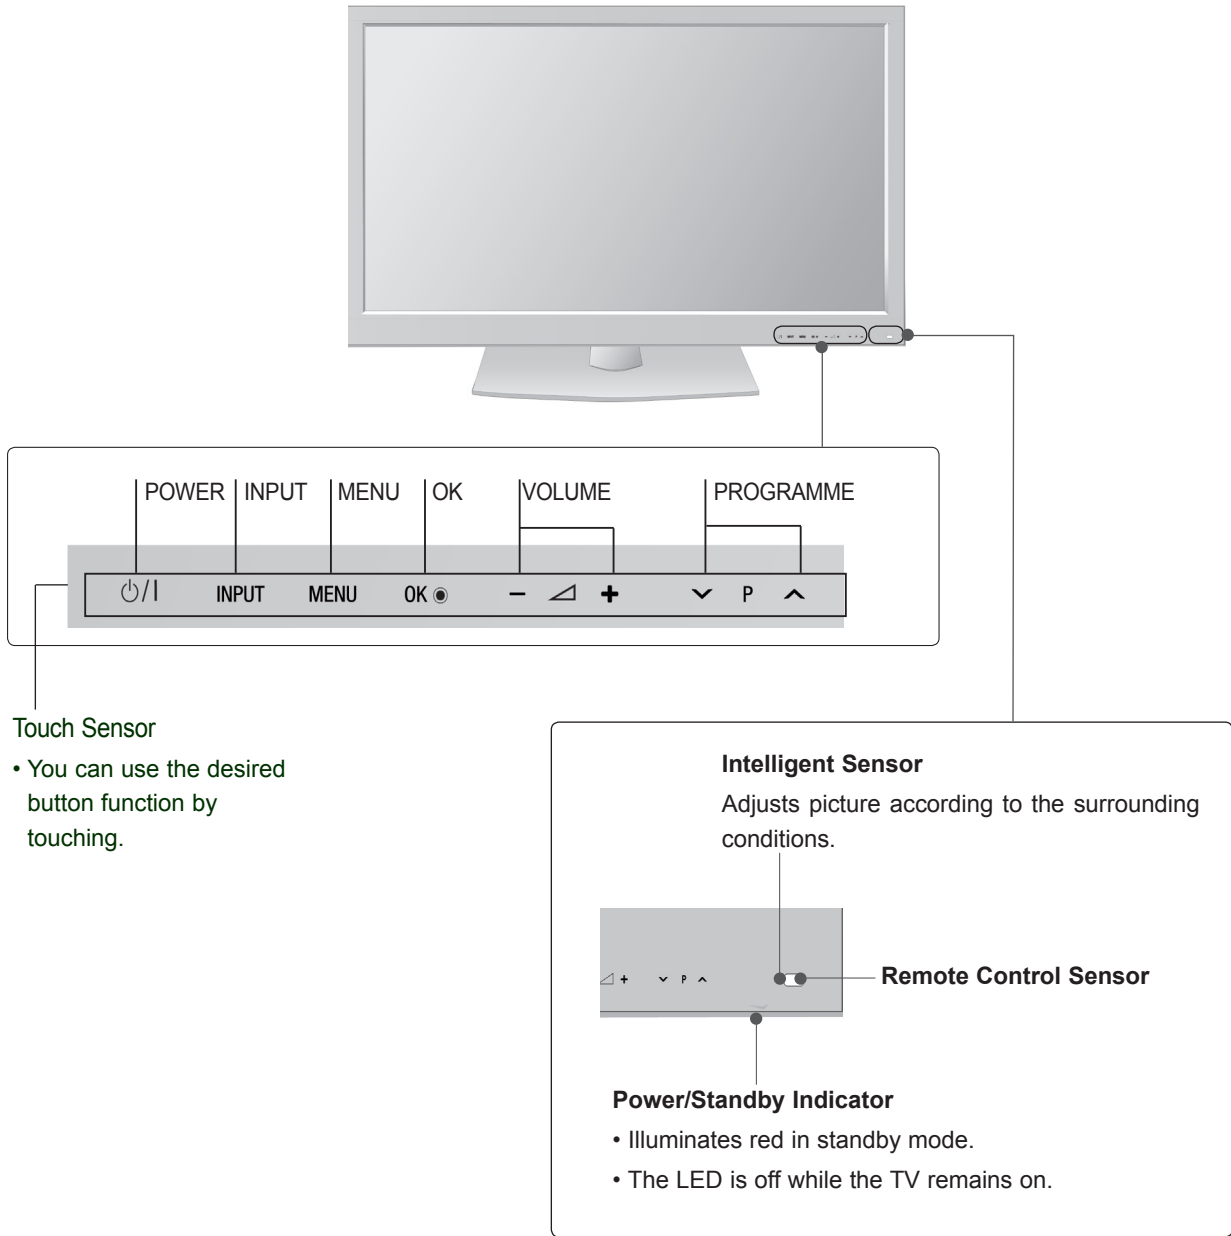 POWER INPUT MENU OK VOLUME PROGRAMME
⏻/I INPUT MENU OK ◉ − + ⌄ P ⌃
Touch Sensor
• You can use the desired
button function by
touching.
Intelligent Sensor
Adjusts picture according to the surrounding
conditions.
+ ⌄ P ⌃
Remote Control Sensor
Power/Standby Indicator
• Illuminates red in standby mode.
• The LED is off while the TV remains on.